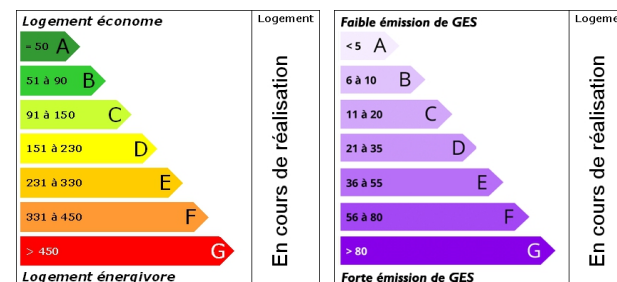 Logement économe
Logement
= 50 A
51 à 90 B
91 à 150 C
151 à 230 D
231 à 330 E
331 à 450 F
> 450 G
Logement énergivore
En cours de réalisation
Faible émission de GES
Logeme
< 5 A
6 à 10 B
11 à 20 C
21 à 35 D
36 à 55 E
56 à 80 F
> 80 G
Forte émission de GES
En cours de réalisation